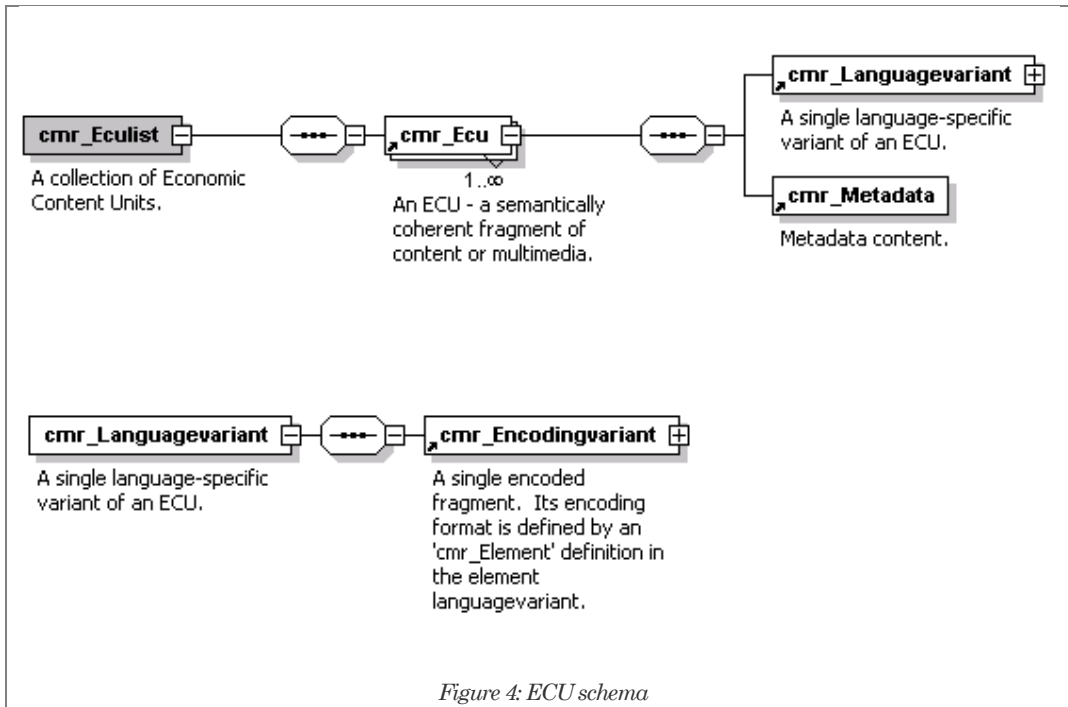 cmr_Languagevariant
A single language-specific
variant of an ECU.
cmr_Eculist
A collection of Economic
Content Units.
cmr_Ecu
1..∞
An ECU - a semantically
coherent fragment of
content or multimedia.
cmr_Metadata
Metadata content.
cmr_Languagevariant
A single language-specific
variant of an ECU.
cmr_Encodingvariant
A single encoded
fragment. Its encoding
format is defined by an
'cmr_Element' definition in
the element
languagevariant.
Figure 4: ECU schema